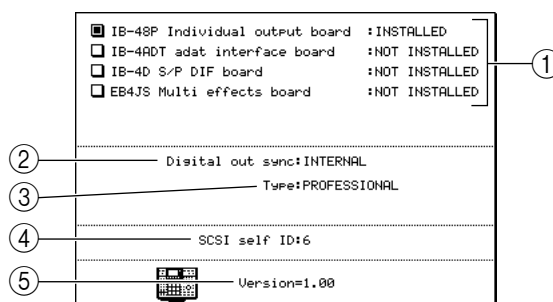 IB-48P Individual output board :INSTALLED
IB-4ADT adat interface board :NOT INSTALLED
IB-4D S/P DIF board :NOT INSTALLED
EB4JS Multi effects board :NOT INSTALLED
1
2 Digital out sync:INTERNAL
3 Type:PROFESSIONAL
4 SCSI self ID:6
5 Version=1.00